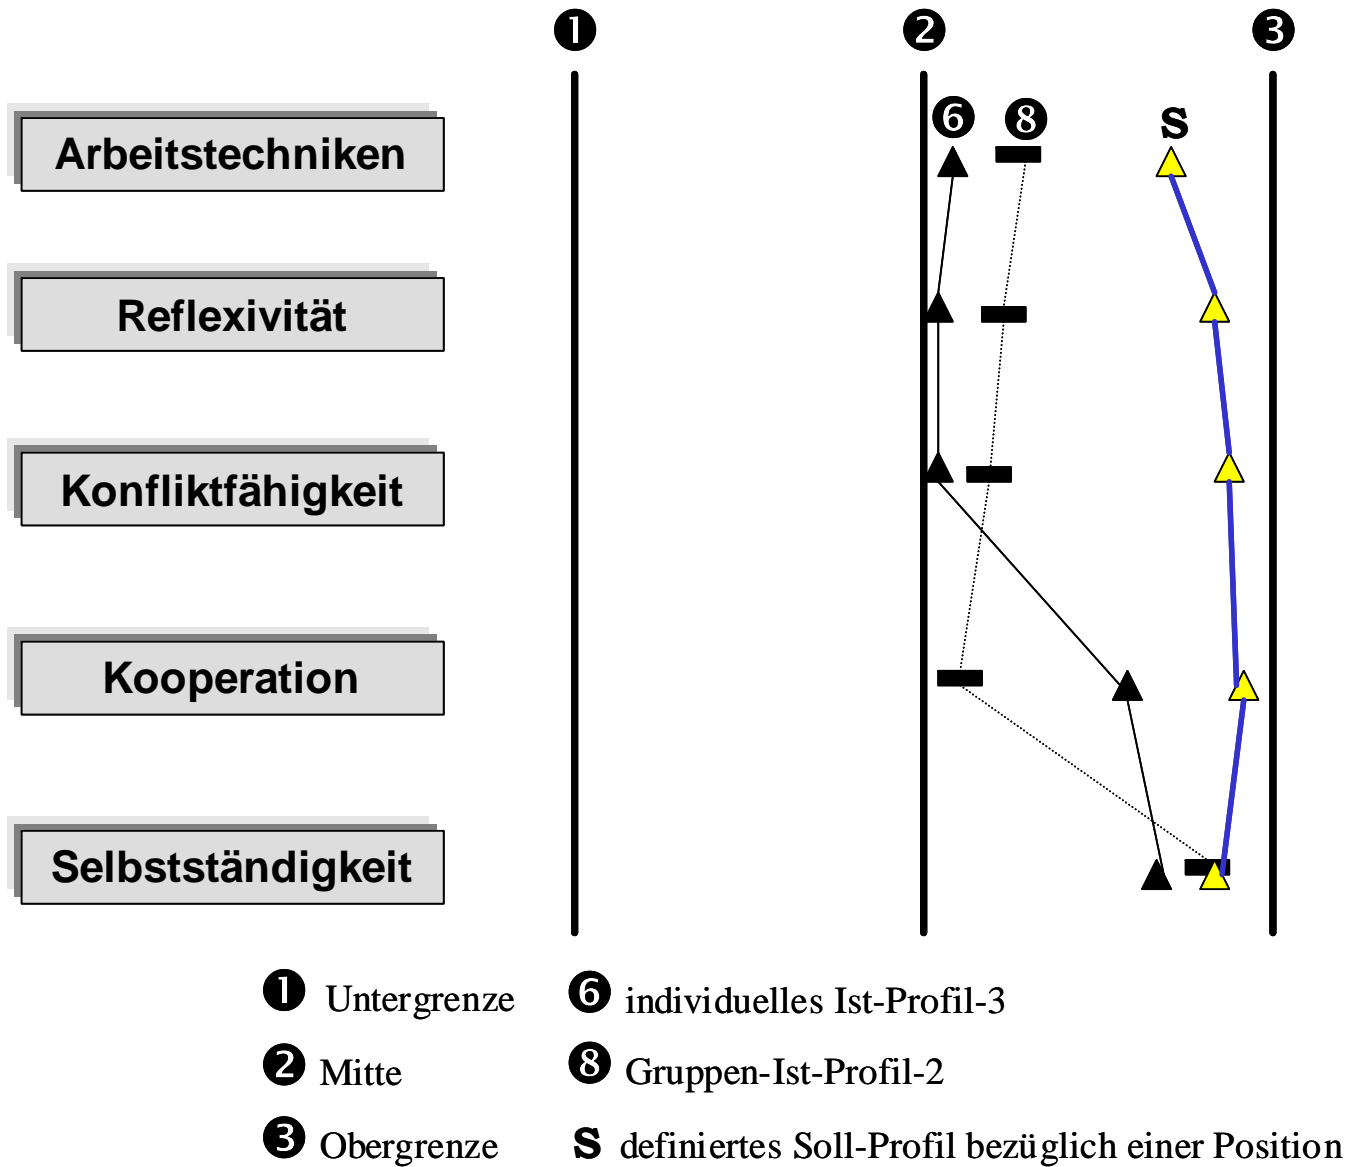 ❶ ❷ ❸
❻ ❽ S
Arbeitstechniken
Reflexivität
Konfliktfähigkeit
Kooperation
Selbstständigkeit
❶ Untergrenze ❻ individuelles Ist-Profil-3
❷ Mitte ❽ Gruppen-Ist-Profil-2
❸ Obergrenze S definiertes Soll-Profil bezüglich einer Position